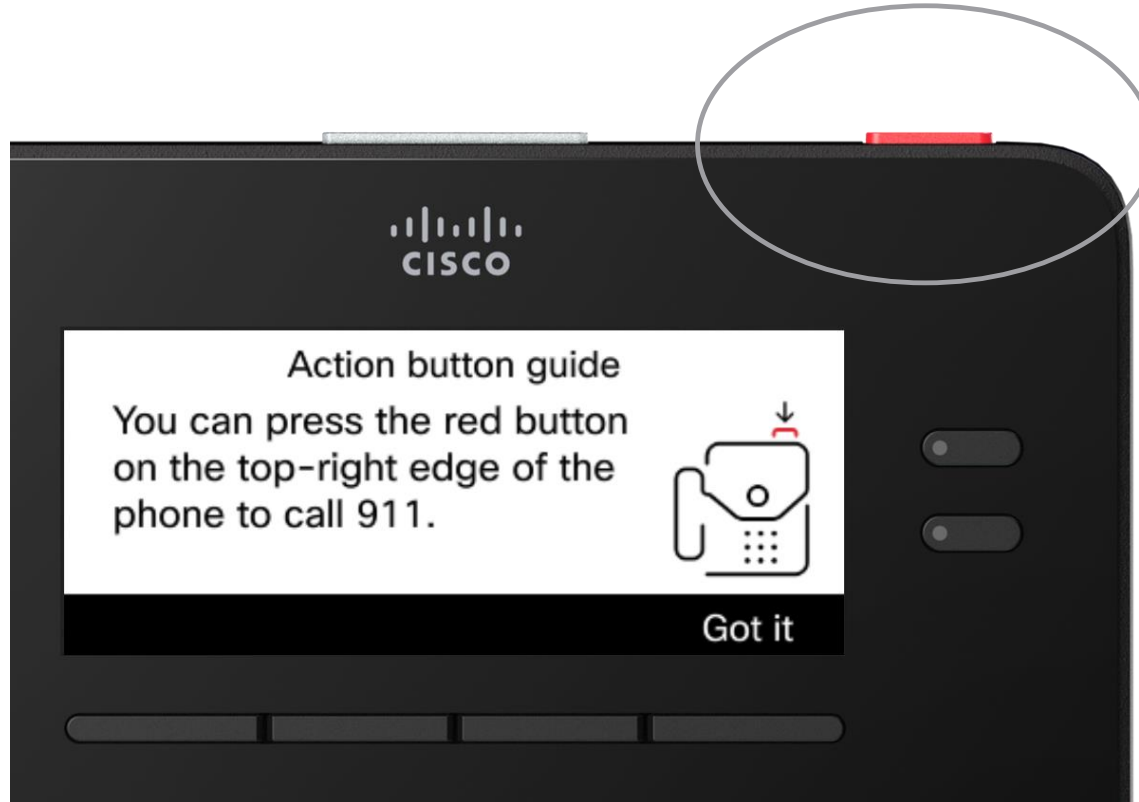 CISCO
Action button guide
You can press the red button
on the top-right edge of the
phone to call 911.
Got it